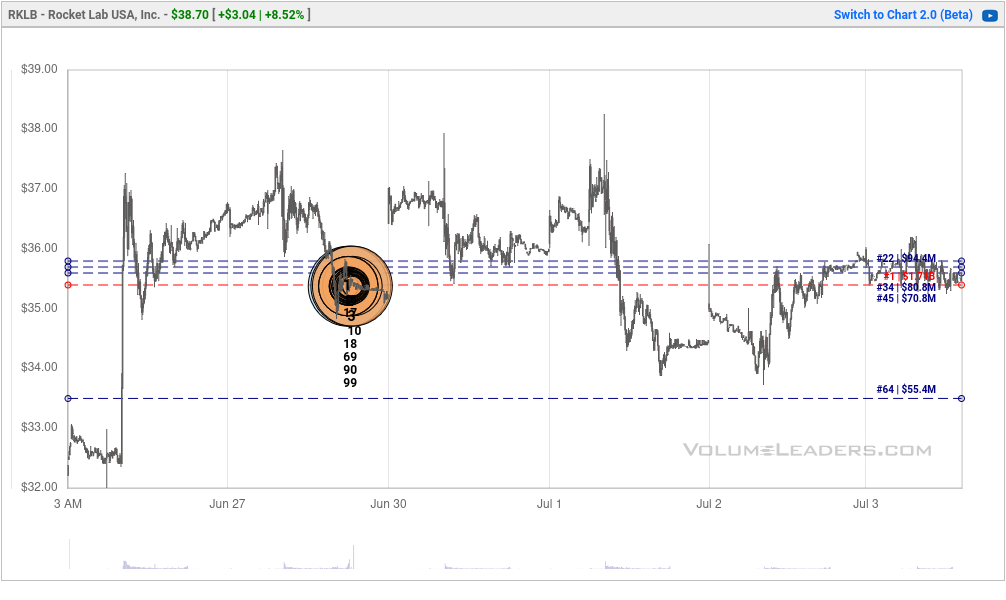 RKLB - Rocket Lab USA, Inc. - $38.70 [ +$3.04 | +8.52% ]
Switch to Chart 2.0 (Beta)
$39.00
$38.00
$37.00
$36.00
$35.00
$34.00
$33.00
$32.00
#22 | $94.4M
#1 | $1.71B
#34 | $80.8M
#45 | $70.8M
#64 | $55.4M
1
17
3
10
18
69
90
99
VOLUMELEADERS.COM
3 AM
Jun 27
Jun 30
Jul 1
Jul 2
Jul 3